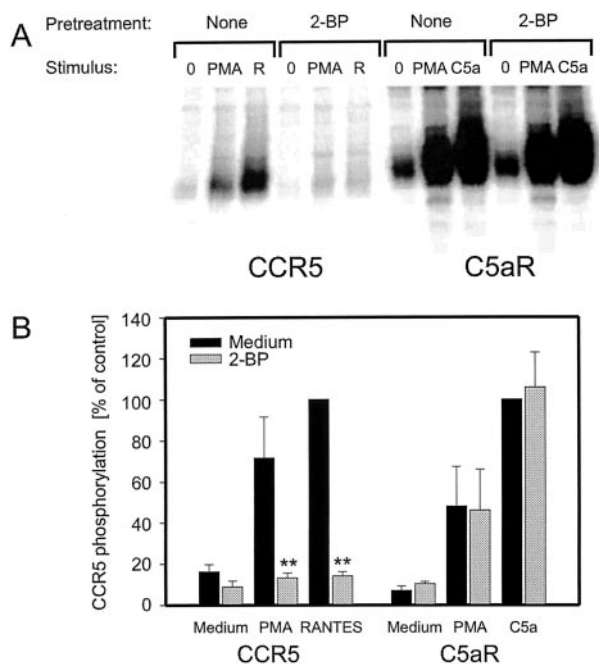 A
Pretreatment: None 2-BP None 2-BP
Stimulus: 0 PMA R 0 PMA R 0 PMA C5a 0 PMA C5a
CCR5 C5aR
B
CCR5 phosphorylation [% of control]
140
120
100
80
60
40
20
0
Medium
2-BP
** **
Medium PMA RANTES Medium PMA C5a
CCR5 C5aR